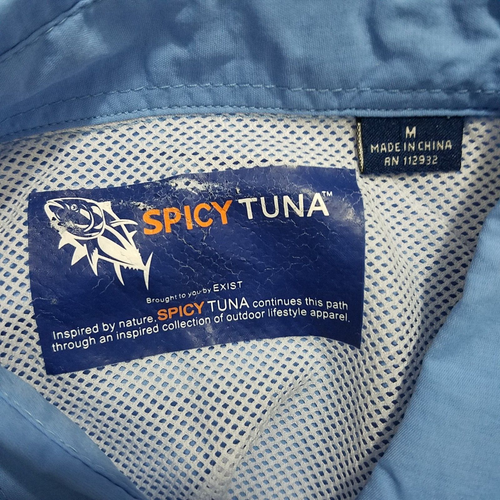 M
MADE IN CHINA
RN 112932
SPICY TUNA™
Brought to you by EXIST
Inspired by nature, SPICY TUNA continues this path
through an inspired collection of outdoor lifestyle apparel.